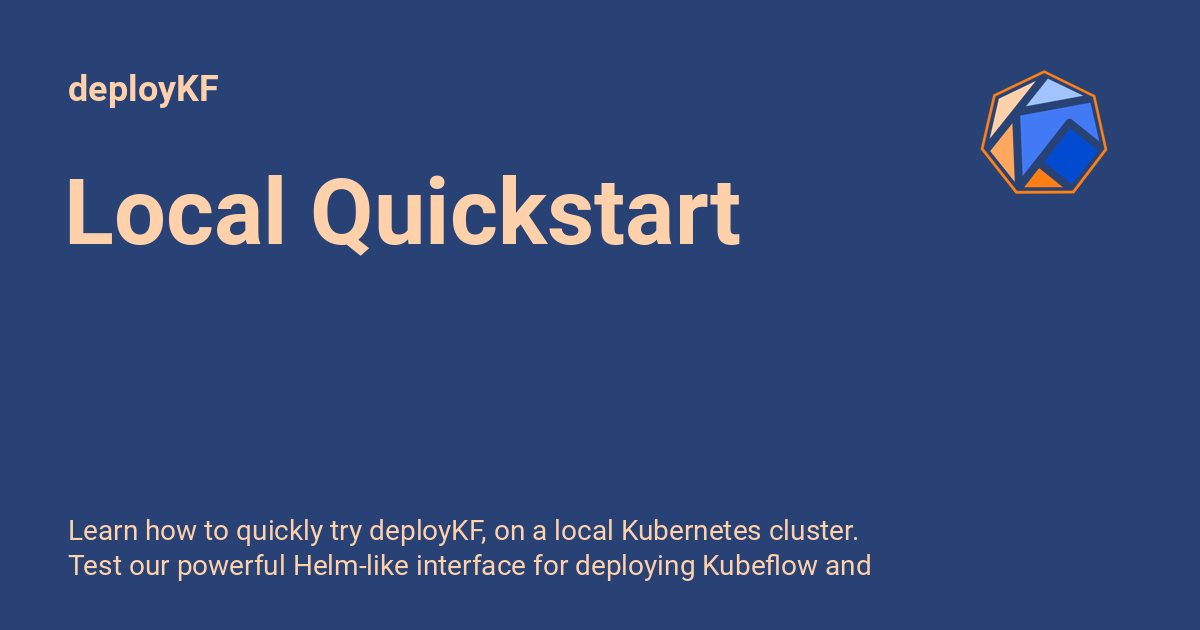 deployKF
Local Quickstart
Learn how to quickly try deployKF, on a local Kubernetes cluster.
Test our powerful Helm-like interface for deploying Kubeflow and